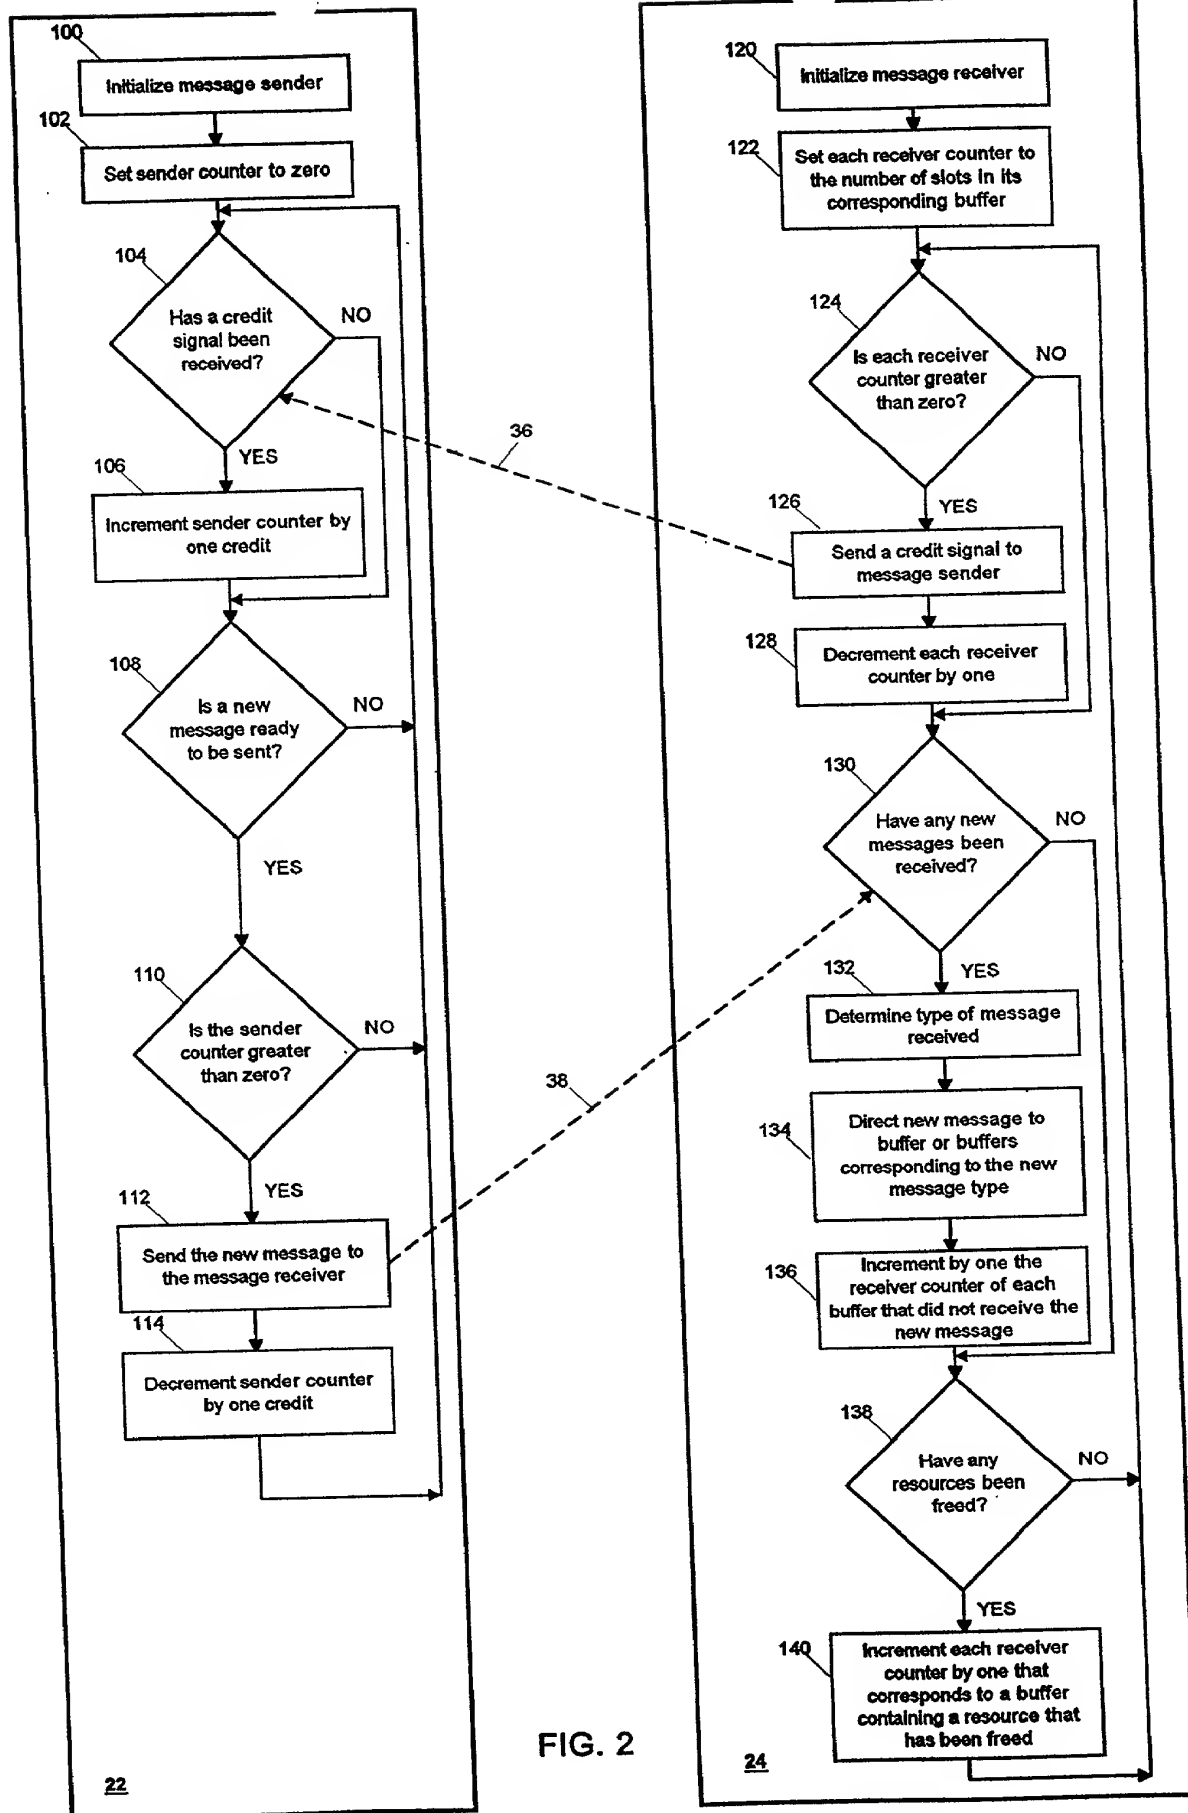 100
Initialize message sender
102
Set sender counter to zero
104
Has a credit
signal been
received?
NO
YES
106
Increment sender counter by
one credit
108
Is a new
message ready
to be sent?
NO
YES
110
Is the sender
counter greater
than zero?
NO
YES
112
Send the new message to
the message receiver
114
Decrement sender counter
by one credit
22
36
38
FIG. 2
120
Initialize message receiver
122
Set each receiver counter to
the number of slots in its
corresponding buffer
124
Is each receiver
counter greater
than zero?
NO
YES
126
Send a credit signal to
message sender
128
Decrement each receiver
counter by one
130
Have any new
messages been
received?
NO
YES
132
Determine type of message
received
134
Direct new message to
buffer or buffers
corresponding to the new
message type
136
Increment by one the
receiver counter of each
buffer that did not receive the
new message
138
Have any
resources been
freed?
NO
YES
140
Increment each receiver
counter by one that
corresponds to a buffer
containing a resource that
has been freed
24